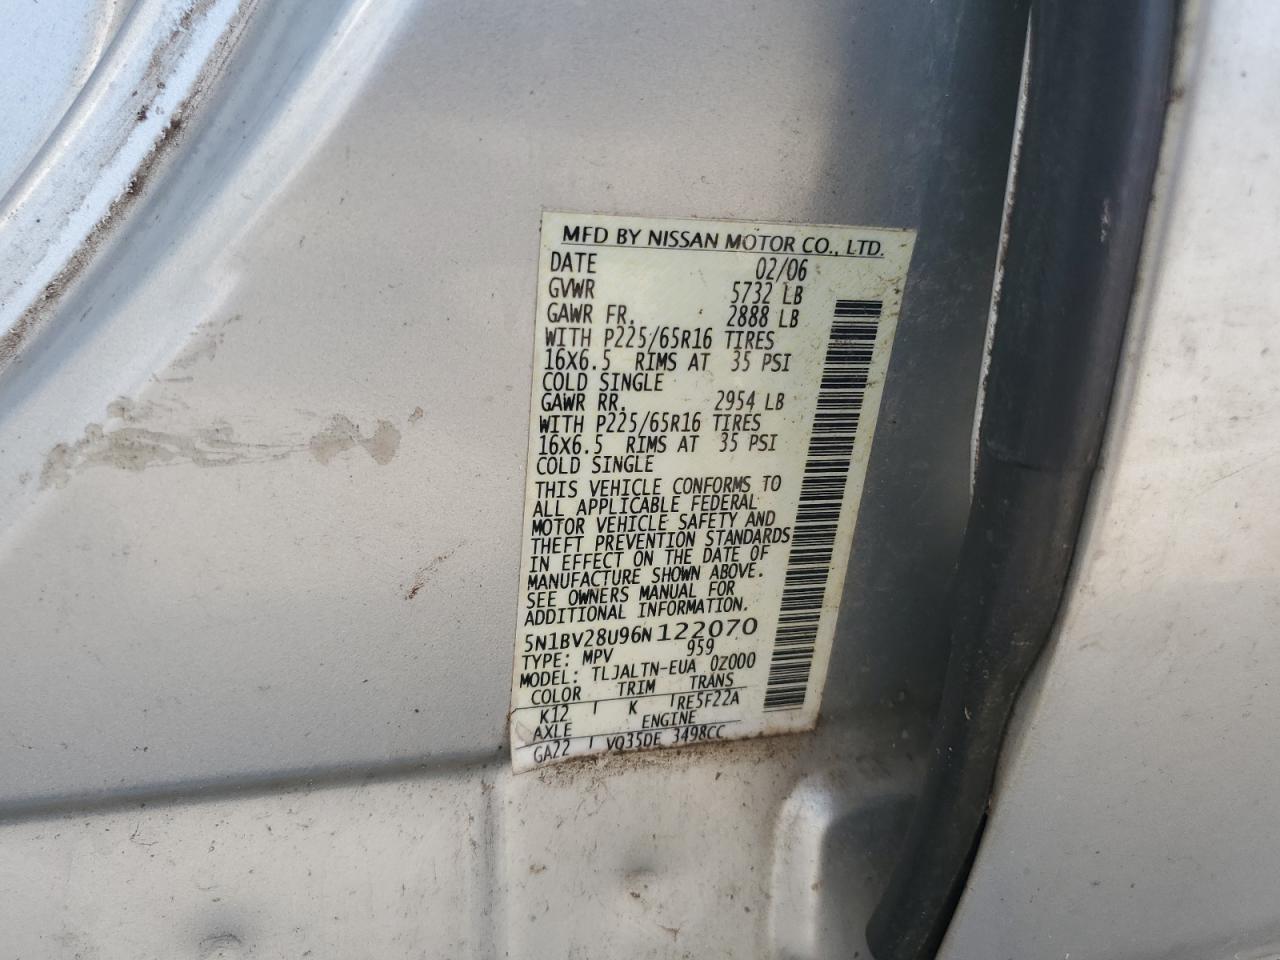 MFD BY NISSAN MOTOR CO., LTD.
DATE 02/06
GVWR 5732 LB
GAWR FR. 2888 LB
WITH P225/65R16 TIRES
16X6.5 RIMS AT 35 PSI
COLD SINGLE
GAWR RR. 2954 LB
WITH P225/65R16 TIRES
16X6.5 RIMS AT 35 PSI
COLD SINGLE
THIS VEHICLE CONFORMS TO
ALL APPLICABLE FEDERAL
MOTOR VEHICLE SAFETY AND
THEFT PREVENTION STANDARDS
IN EFFECT ON THE DATE OF
MANUFACTURE SHOWN ABOVE.
SEE OWNERS MANUAL FOR
ADDITIONAL INFORMATION.
5N1BV28U96N122070
TYPE: MPV 959
MODEL: TLJALTN-EUA 0Z000
COLOR TRIM TRANS
K12 K RE5F22A
AXLE ENGINE
GA22 VQ35DE 3498CC